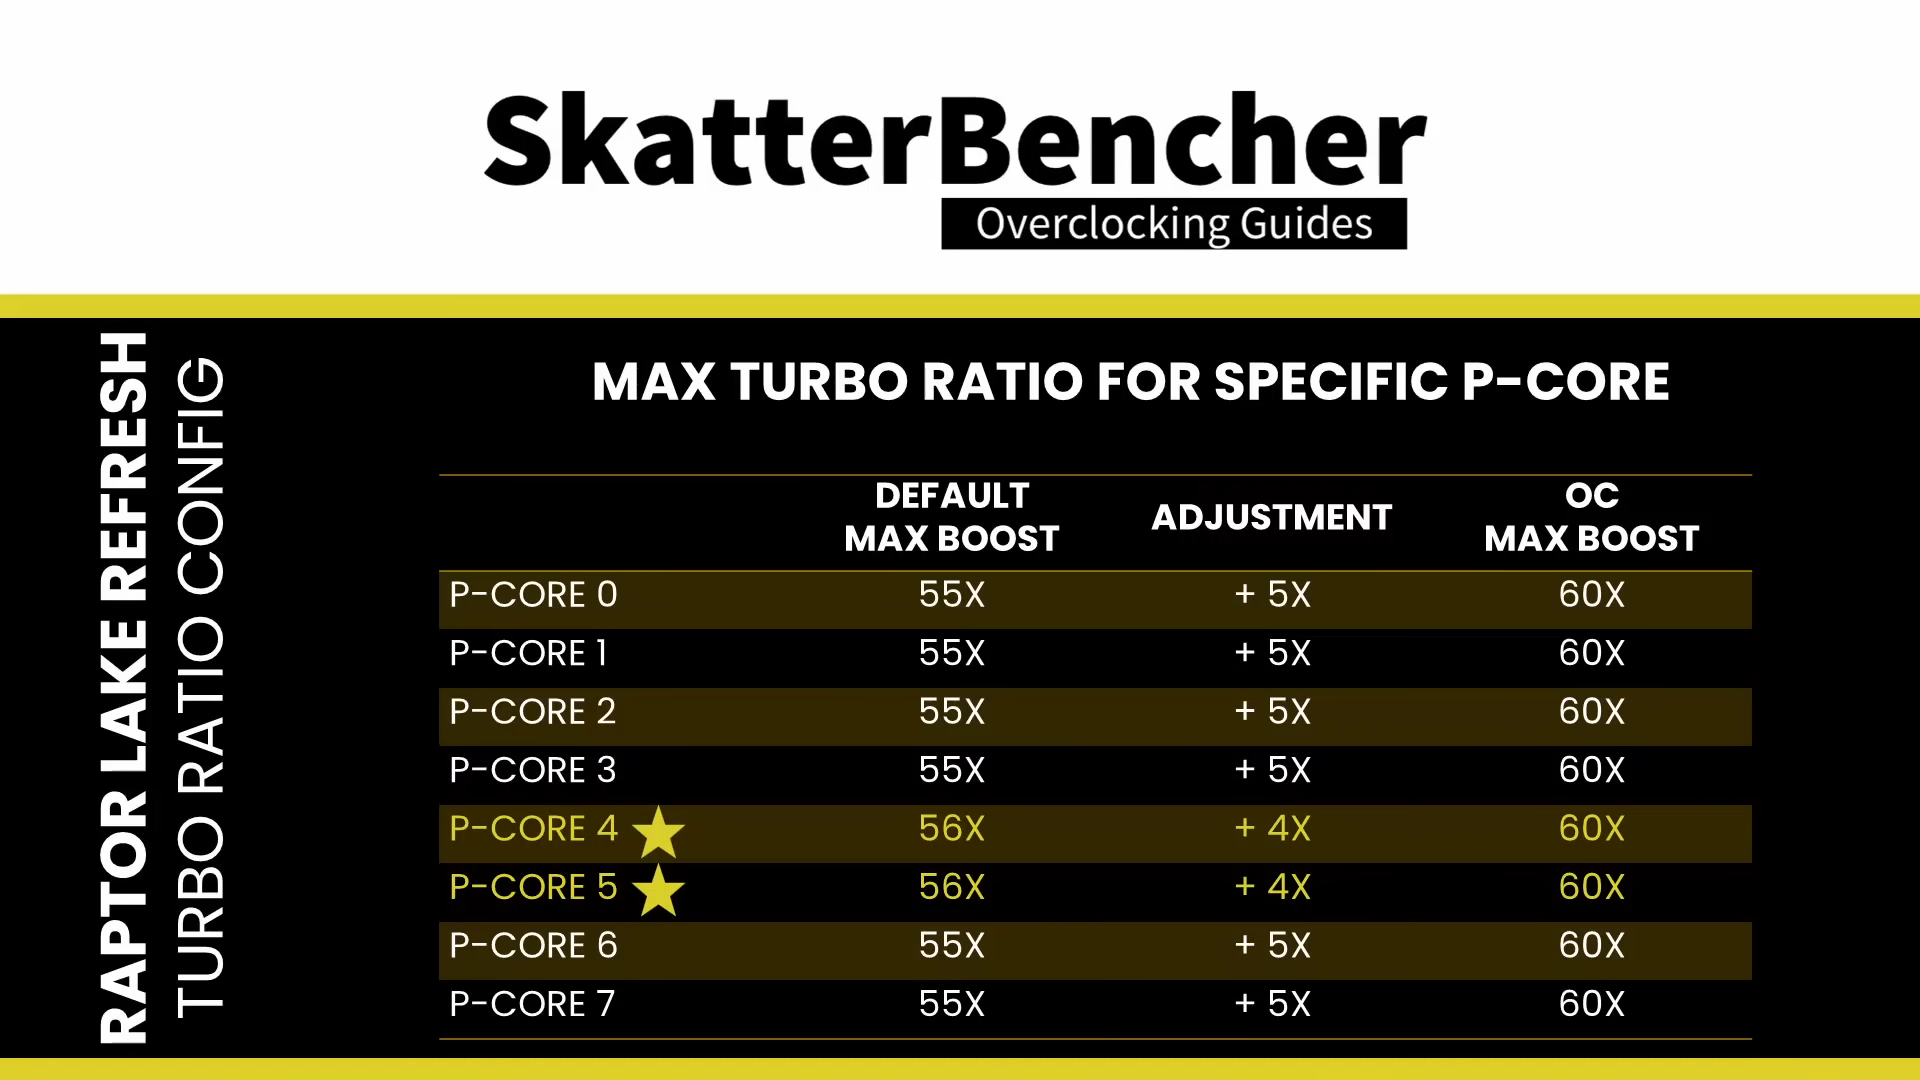 SkatterBencher
Overclocking Guides
RAPTOR LAKE REFRESH
TURBO RATIO CONFIG
MAX TURBO RATIO FOR SPECIFIC P-CORE
DEFAULT MAX BOOST ADJUSTMENT OC MAX BOOST
P-CORE 0 55X + 5X 60X
P-CORE 1 55X + 5X 60X
P-CORE 2 55X + 5X 60X
P-CORE 3 55X + 5X 60X
P-CORE 4 56X + 4X 60X
P-CORE 5 56X + 4X 60X
P-CORE 6 55X + 5X 60X
P-CORE 7 55X + 5X 60X